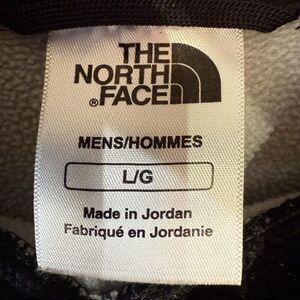 THE
NORTH
®FACE
MENS/HOMMES
L/G
Made in Jordan
Fabriqué en Jordanie